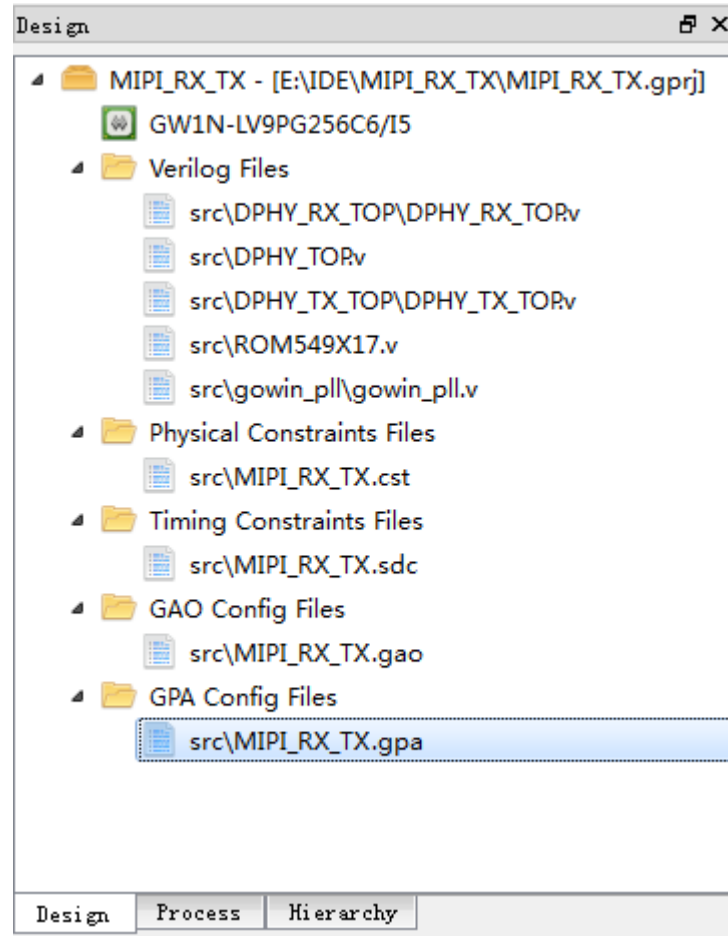 Design
MIPI_RX_TX - [E:\IDE\MIPI_RX_TX\MIPI_RX_TX.gprj]
GW1N-LV9PG256C6/I5
Verilog Files
src\DPHY_RX_TOP\DPHY_RX_TOP.v
src\DPHY_TOP.v
src\DPHY_TX_TOP\DPHY_TX_TOP.v
src\ROM549X17.v
src\gowin_pll\gowin_pll.v
Physical Constraints Files
src\MIPI_RX_TX.cst
Timing Constraints Files
src\MIPI_RX_TX.sdc
GAO Config Files
src\MIPI_RX_TX.gao
GPA Config Files
src\MIPI_RX_TX.gpa
Design Process Hierarchy